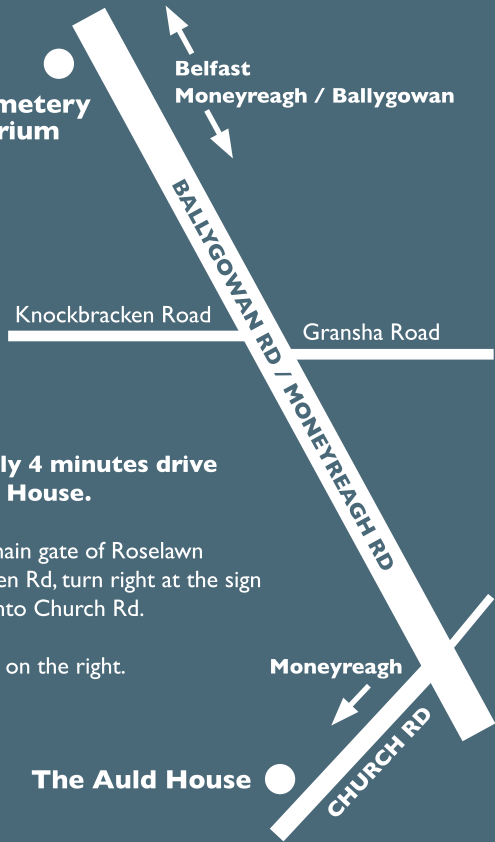 Belfast
Moneyreagh / Ballygowan
metery
rium
BALLYGOWAN RD / MONEYREAGH RD
Knockbracken Road
Gransha Road
ly 4 minutes drive
House.
nain gate of Roselawn
en Rd, turn right at the sign
nto Church Rd.
on the right.
Moneyreagh
CHURCH RD
The Auld House